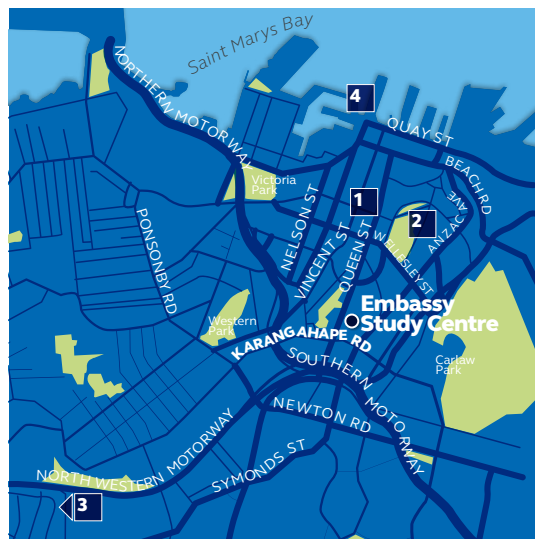 Saint Marys Bay
NORTHERN MOTORWAY
4
QUAY ST
BEACH RD
Victoria
Park
1
2
ANZAC AVE
NELSON ST
VINCENT ST
QUEEN ST
WELLESLEY ST
PONSONBY RD
Embassy
Study Centre
Western
Park
KARANGAHAPE RD
Carlaw
Park
SOUTHERN MOTORWAY
NEWTON RD
NORTH WESTERN MOTORWAY
SYMONDS ST
3